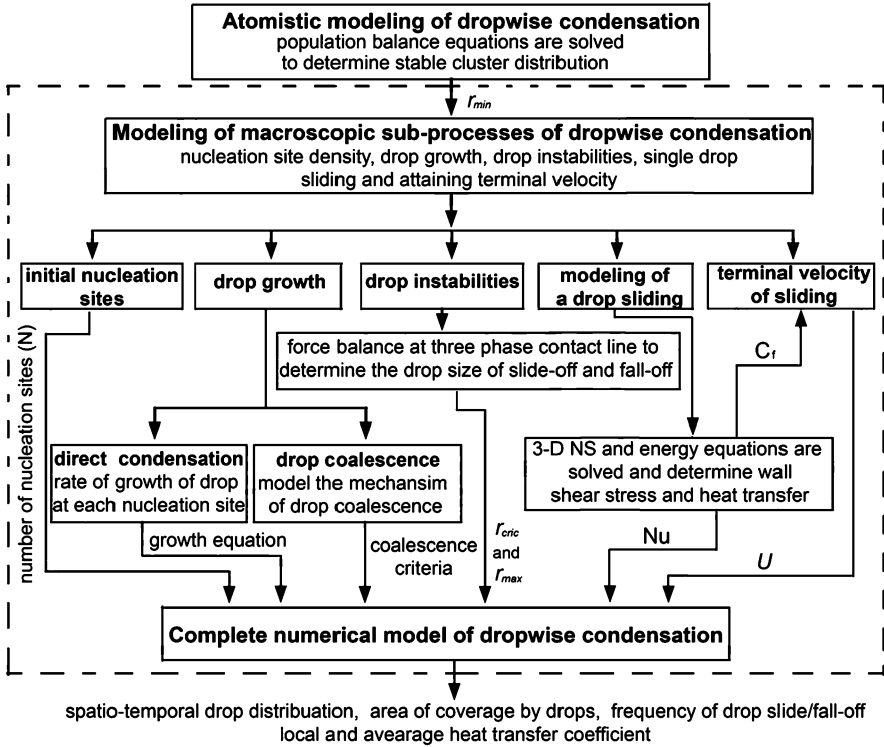 Atomistic modeling of dropwise condensation
population balance equations are solved
to determine stable cluster distribution
rmin
Modeling of macroscopic sub-processes of dropwise condensation
nucleation site density, drop growth, drop instabilities, single drop
sliding and attaining terminal velocity
initial nucleation
sites
drop growth
drop instabilities
modeling of
a drop sliding
terminal velocity
of sliding
number of nucleation sites (N)
force balance at three phase contact line to
determine the drop size of slide-off and fall-off
Cf
direct condensation
rate of growth of drop
at each nucleation site
drop coalescence
model the mechansim
of drop coalescence
3-D NS and energy equations are
solved and determine wall
shear stress and heat transfer
growth equation
coalescence
criteria
rcric
and
rmax
Nu
U
Complete numerical model of dropwise condensation
spatio-temporal drop distribuation, area of coverage by drops, frequency of drop slide/fall-off
local and avearage heat transfer coefficient